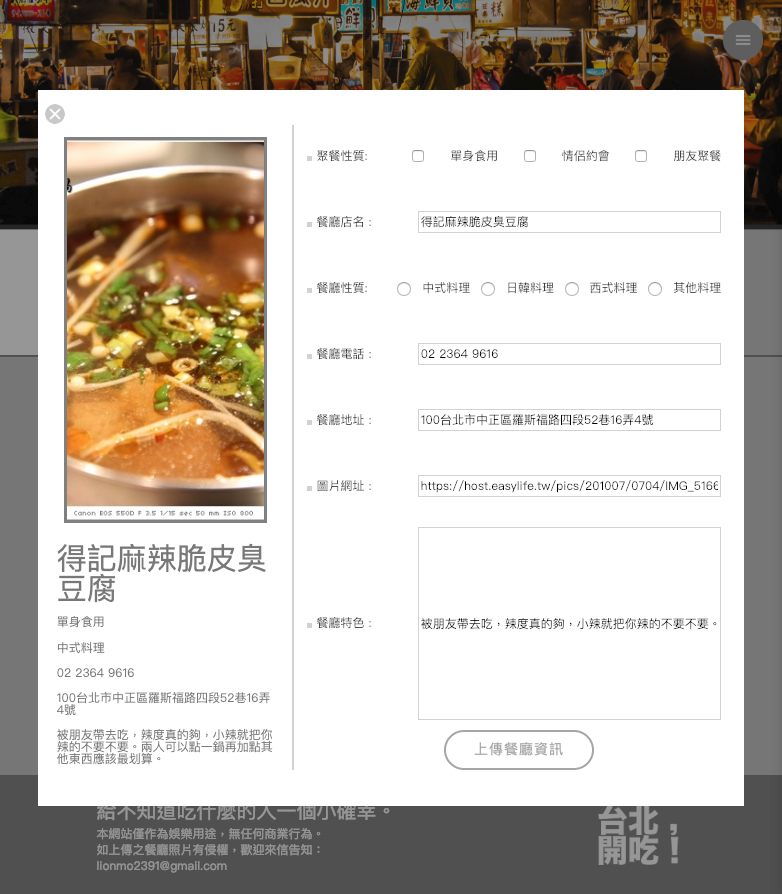 15元
聚餐性質:
單身食用
情侶約會
朋友聚餐
餐廳店名：
得記麻辣脆皮臭豆腐
餐廳性質:
中式料理
日韓料理
西式料理
其他料理
餐廳電話：
02 2364 9616
餐廳地址：
100台北市中正區羅斯福路四段52巷16弄4號
圖片網址：
https://host.easylife.tw/pics/201007/0704/IMG_5166
餐廳特色：
被朋友帶去吃，辣度真的夠，小辣就把你辣的不要不要。
上傳餐廳資訊
Canon EOS 550D F 3.5 1/15 sec 50 mm ISO 800
得記麻辣脆皮臭
豆腐
單身食用
中式料理
02 2364 9616
100台北市中正區羅斯福路四段52巷16弄
4號
被朋友帶去吃，辣度真的夠，小辣就把你
辣的不要不要。兩人可以點一鍋再加點其
他東西應該最划算。
給不知道吃什麼的人一個小確幸。
本網站僅作為娛樂用途，無任何商業行為。
如上傳之餐廳照片有侵權，歡迎來信告知：
lionmo2391@gmail.com
台北，
開吃！